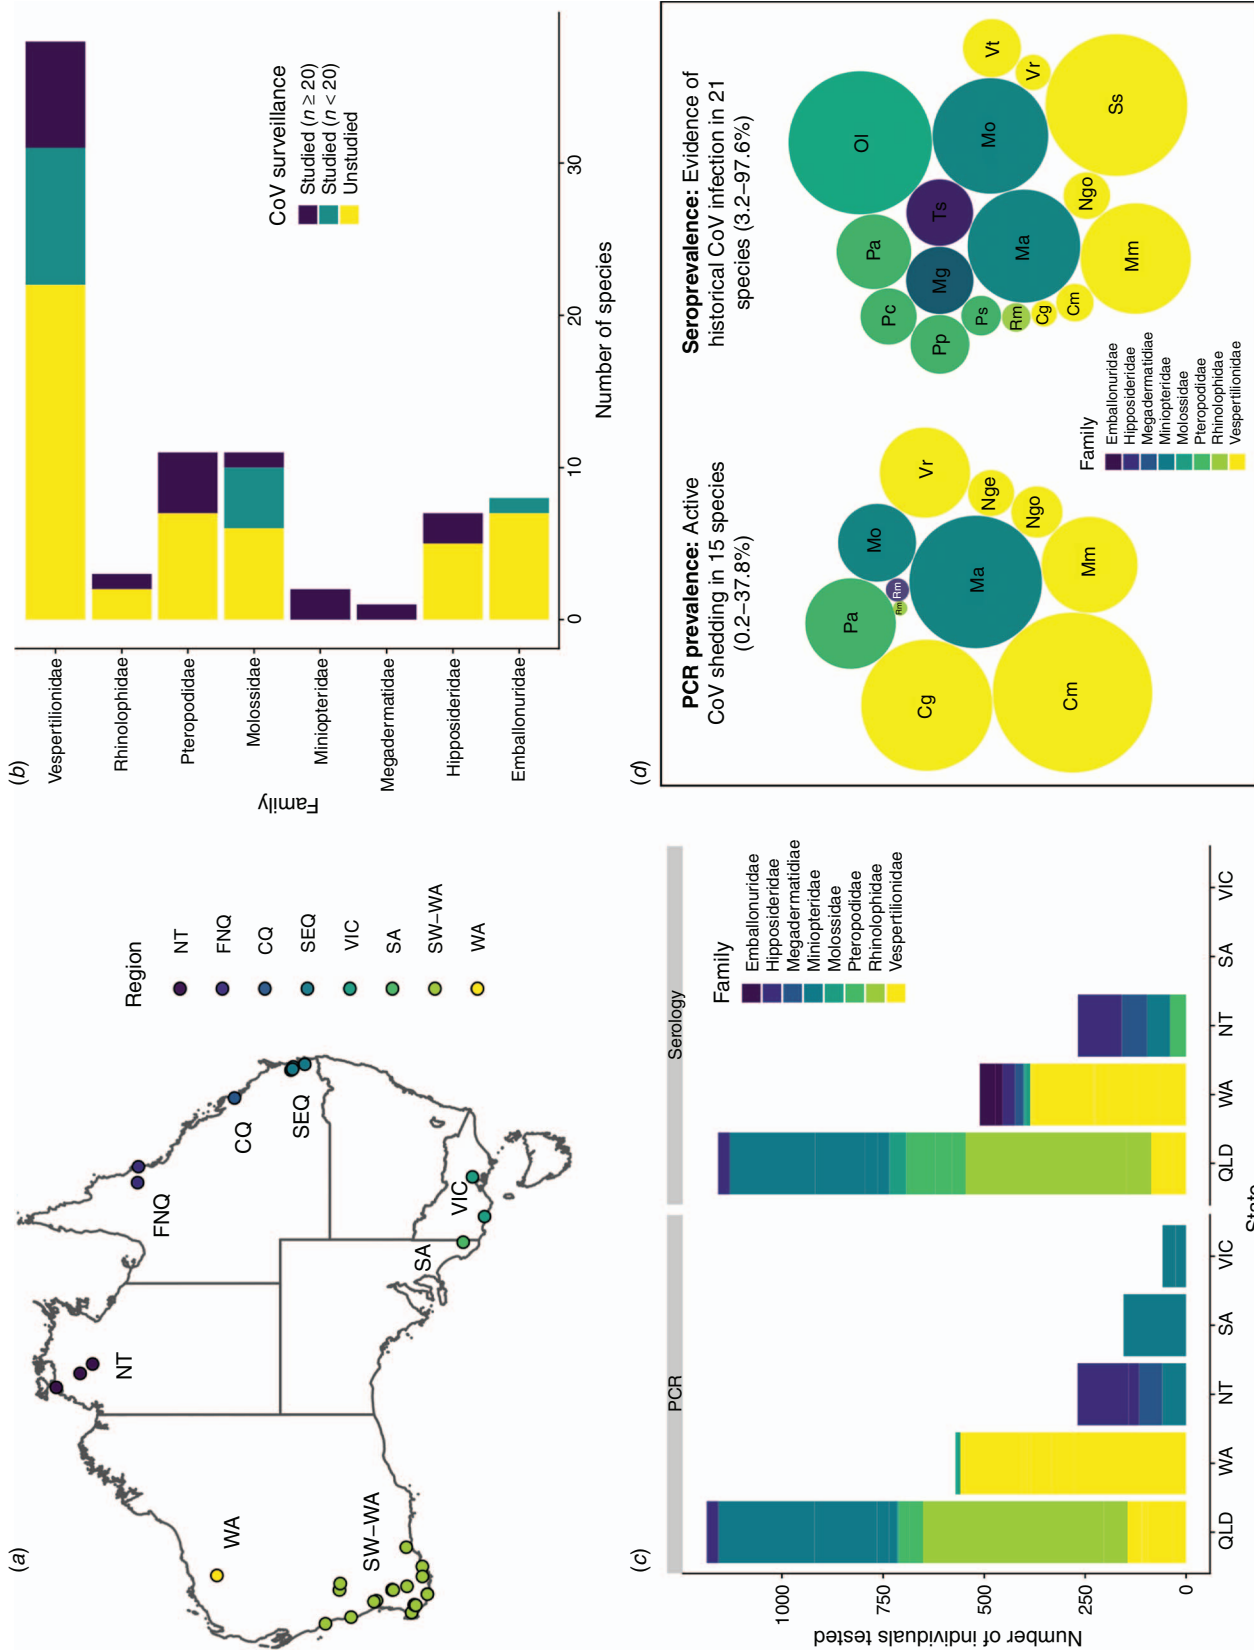 (a)
NT
FNQ
CQ
SEQ
WA
SW–WA
SA
VIC
Region
NT
FNQ
CQ
SEQ
VIC
SA
SW–WA
WA
(b)
Family
Vespertilionidae
Rhinolophidae
Pteropodidae
Molossidae
Miniopteridae
Megadermatidae
Hipposideridae
Emballonuridae
0
10
20
30
Number of species
CoV surveillance
Studied (n ≥ 20)
Studied (n < 20)
Unstudied
(c)
PCR
Serology
Number of individuals tested
1000
750
500
250
0
QLD
WA
NT
SA
VIC
QLD
WA
NT
SA
VIC
State
Family
Emballonuridae
Hipposideridae
Megadermatidiae
Miniopteridae
Molossidae
Pteropodidae
Rhinolophidae
Vespertilionidae
(d)
PCR prevalence: Active
CoV shedding in 15 species
(0.2–37.8%)
Pa
Mo
Vr
Rm
Rm
Nge
Cg
Ma
Ngo
Cm
Mm
Seroprevalence: Evidence of
historical CoV infection in 21
species (3.2–97.6%)
Ol
Pa
Pc
Ts
Vt
Mg
Mo
Pp
Vr
Ps
Ma
Rm
Ngo
Cg
Ss
Cm
Mm
Family
Emballonuridae
Hipposideridae
Megadermatidiae
Miniopteridae
Molossidae
Pteropodidae
Rhinolophidae
Vespertilionidae